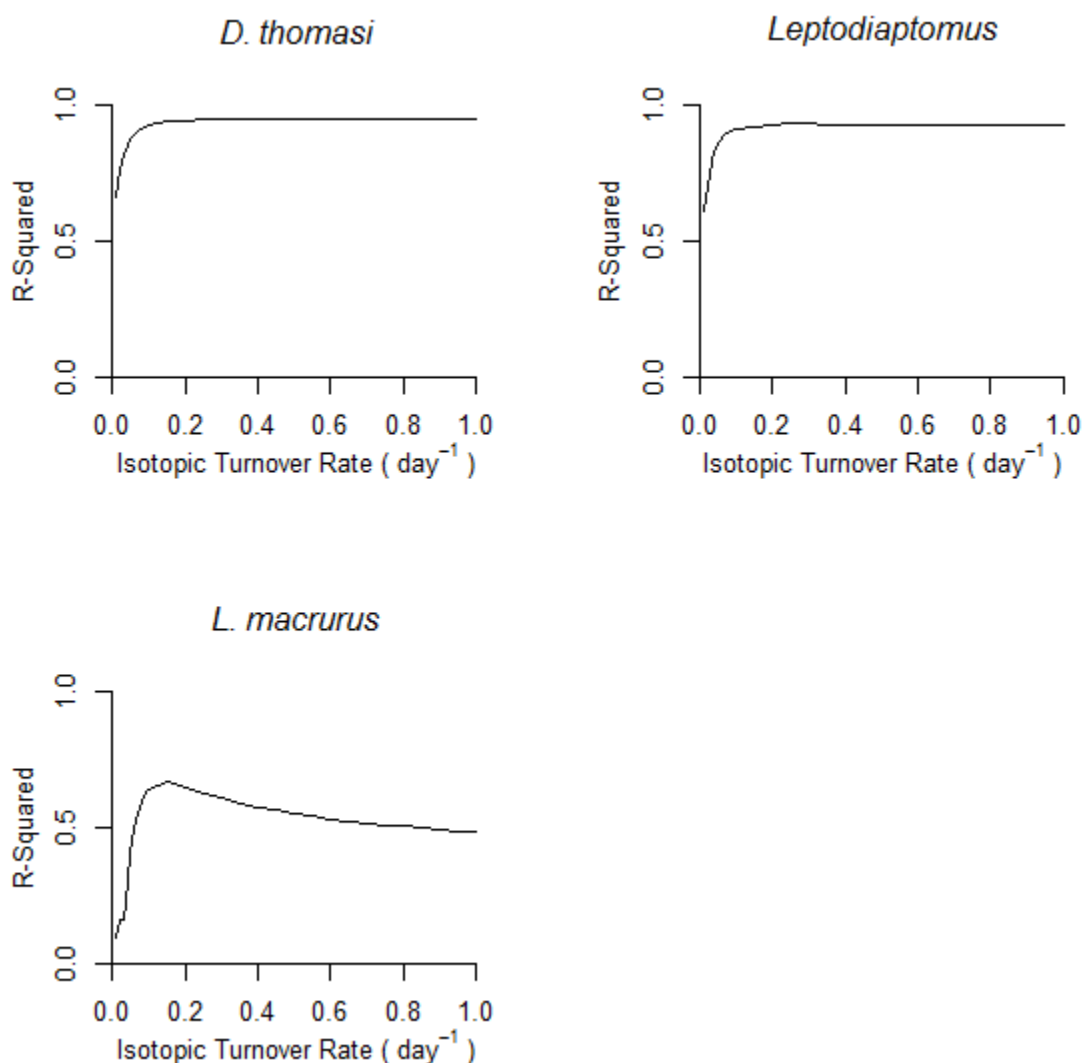 D. thomasi
R-Squared
1.0
0.5
0.0
0.0 0.2 0.4 0.6 0.8 1.0
Isotopic Turnover Rate ( day⁻¹ )
Leptodiaptomus
R-Squared
1.0
0.5
0.0
0.0 0.2 0.4 0.6 0.8 1.0
Isotopic Turnover Rate ( day⁻¹ )
L. macrurus
R-Squared
1.0
0.5
0.0
0.0 0.2 0.4 0.6 0.8 1.0
Isotopic Turnover Rate ( day⁻¹ )